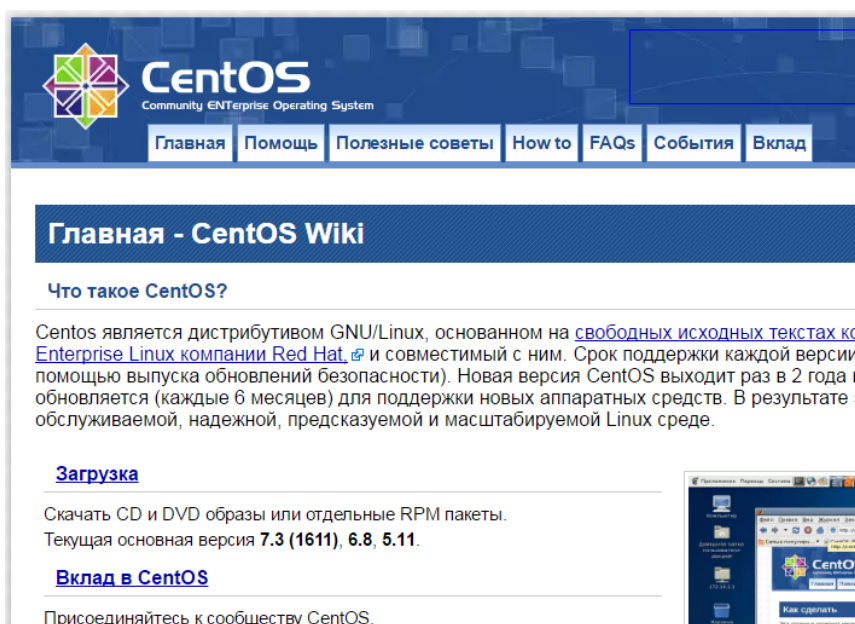 CentOS
Community ENTerprise Operating System
Главная Помощь Полезные советы How to FAQs События Вклад
Главная - CentOS Wiki
Что такое CentOS?
Centos является дистрибутивом GNU/Linux, основанном на свободных исходных текстах
Enterprise Linux компании Red Hat, и совместимый с ним. Срок поддержки каждой версии
помощью выпуска обновлений безопасности). Новая версия CentOS выходит раз в 2 года
обновляется (каждые 6 месяцев) для поддержки новых аппаратных средств. В результате
обслуживаемой, надежной, предсказуемой и масштабируемой Linux среде.
Загрузка
Скачать CD и DVD образы или отдельные RPM пакеты.
Текущая основная версия 7.3 (1611), 6.8, 5.11.
Вклад в CentOS
Присоединяйтесь к сообществу CentOS.
CentO
Как сделать